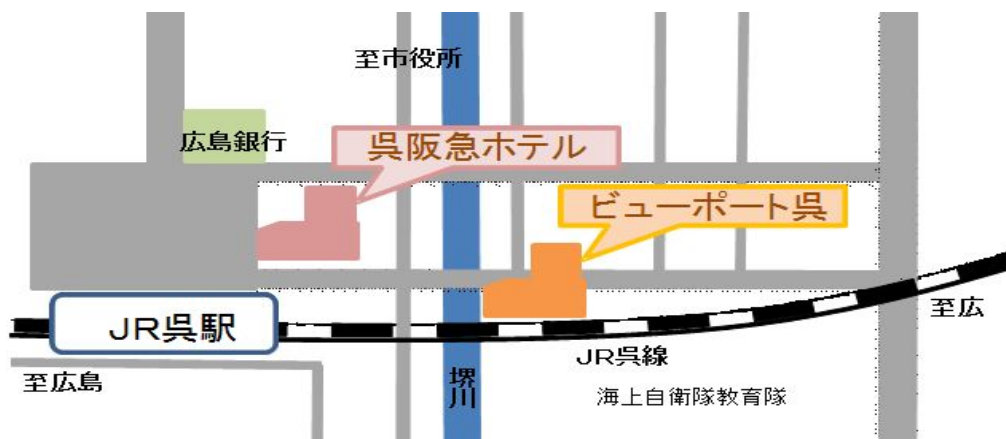 至市役所
広島銀行
呉阪急ホテル
ビューポート呉
至広
JR呉駅
JR呉線
至広島
堺川
海上自衛隊教育隊